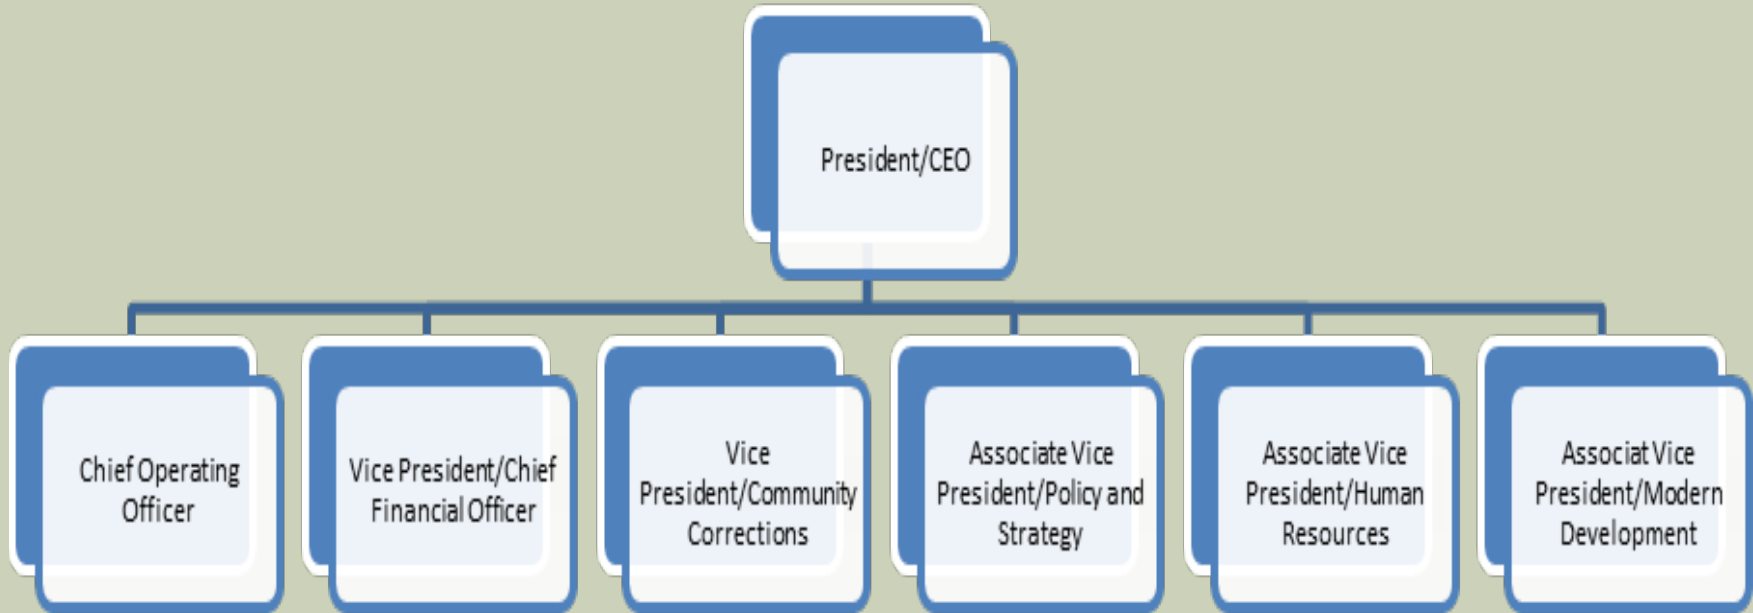 President/CEO
Chief Operating
Officer
Vice President/Chief
Financial Officer
Vice
President/Community
Corrections
Associate Vice
President/Policy and
Strategy
Associate Vice
President/Human
Resources
Associat Vice
President/Modern
Development